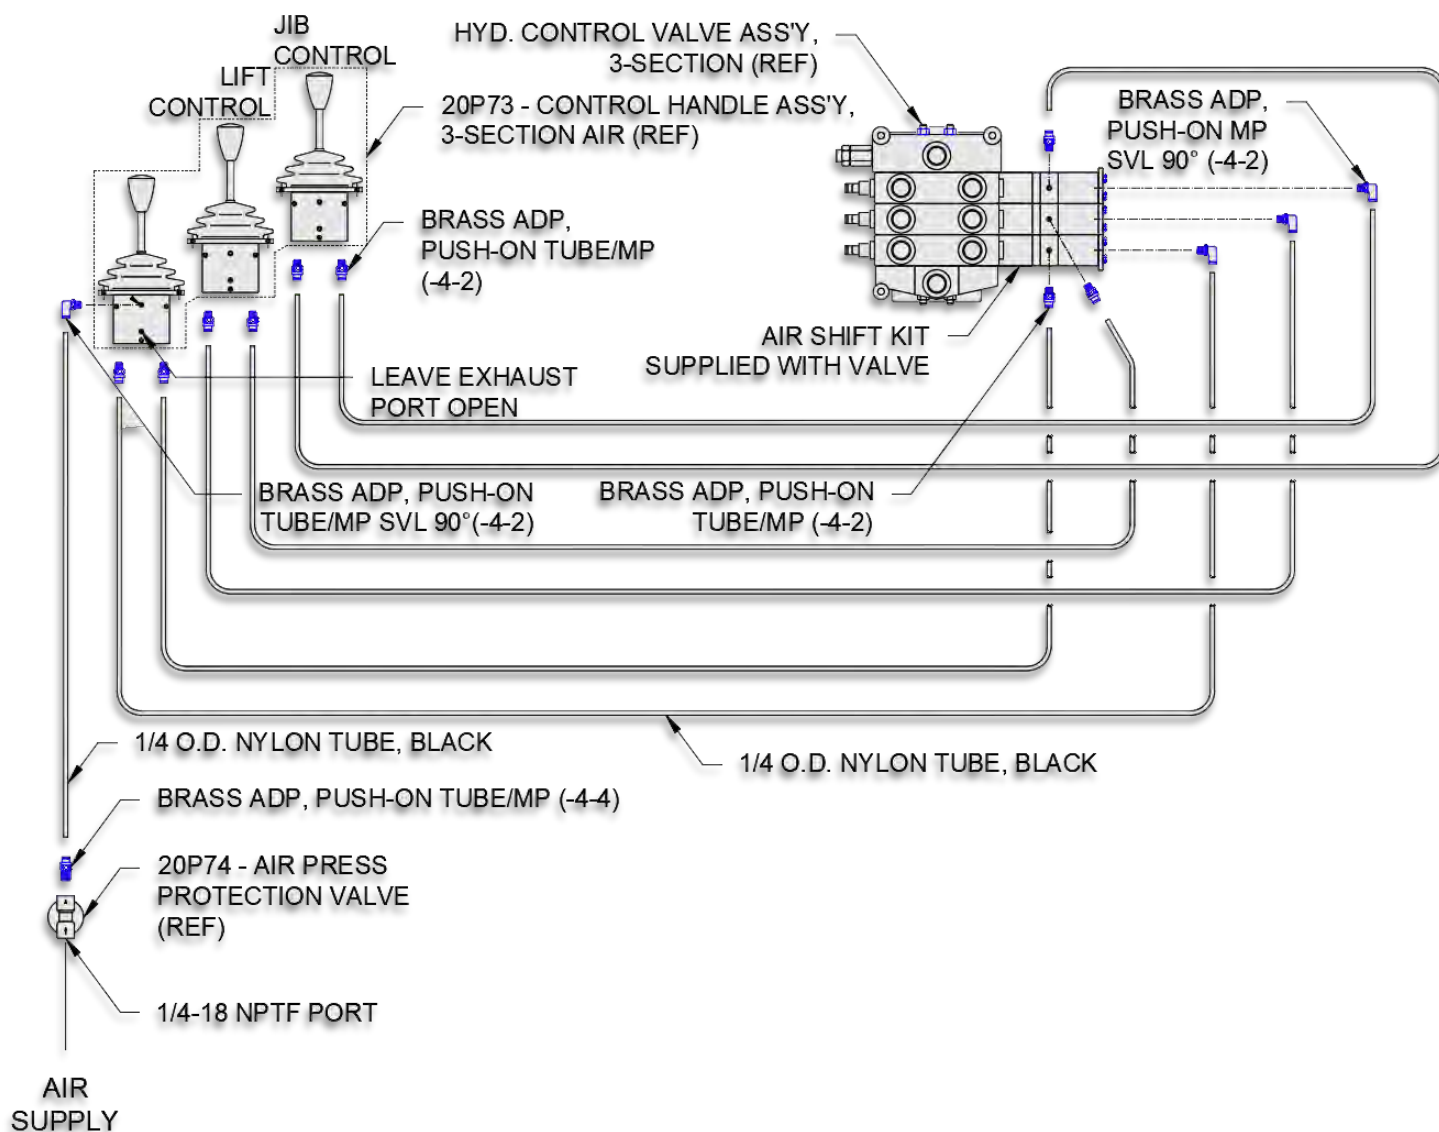 JIB
CONTROL
LIFT
CONTROL
HYD. CONTROL VALVE ASS'Y,
3-SECTION (REF)
20P73 - CONTROL HANDLE ASS'Y,
3-SECTION AIR (REF)
BRASS ADP,
PUSH-ON MP
SVL 90° (-4-2)
BRASS ADP,
PUSH-ON TUBE/MP
(-4-2)
AIR SHIFT KIT
SUPPLIED WITH VALVE
LEAVE EXHAUST
PORT OPEN
BRASS ADP, PUSH-ON
TUBE/MP SVL 90°(-4-2)
BRASS ADP, PUSH-ON
TUBE/MP (-4-2)
1/4 O.D. NYLON TUBE, BLACK
1/4 O.D. NYLON TUBE, BLACK
BRASS ADP, PUSH-ON TUBE/MP (-4-4)
20P74 - AIR PRESS
PROTECTION VALVE
(REF)
1/4-18 NPTF PORT
AIR
SUPPLY